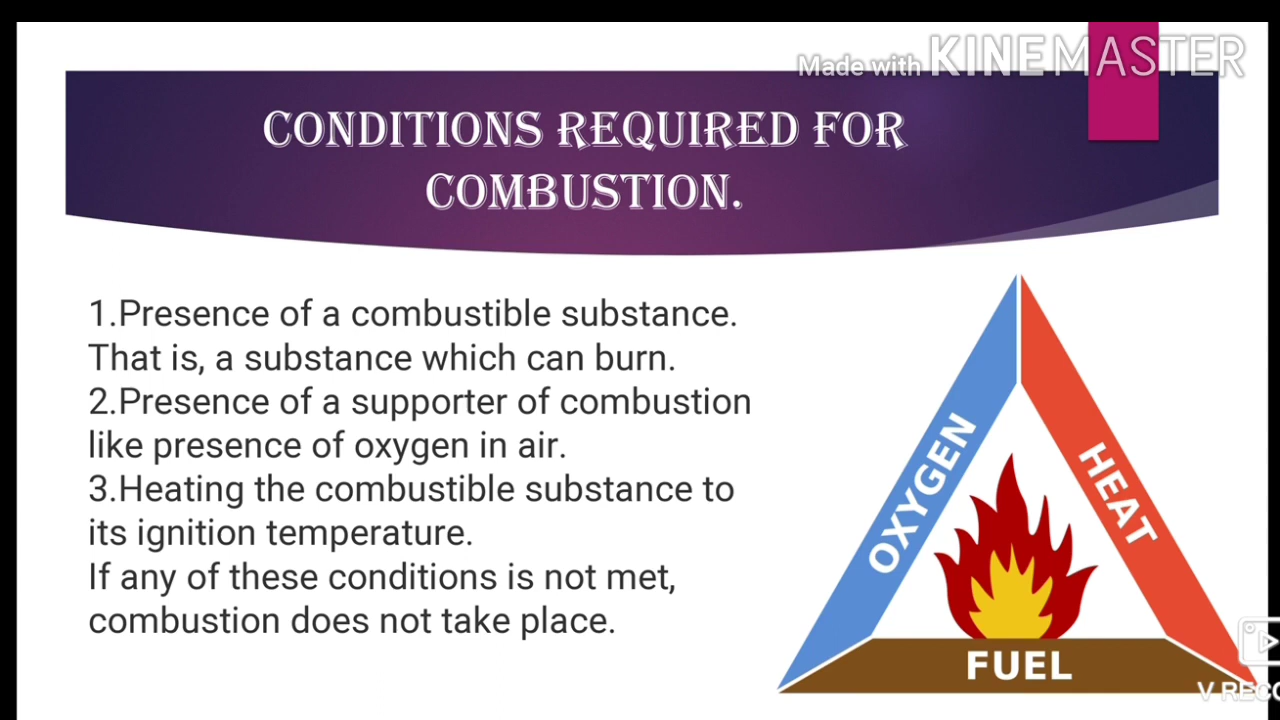 Made with KINEMASTER
CONDITIONS REQUIRED FOR
COMBUSTION.
1.Presence of a combustible substance.
That is, a substance which can burn.
2.Presence of a supporter of combustion
like presence of oxygen in air.
3.Heating the combustible substance to
its ignition temperature.
If any of these conditions is not met,
combustion does not take place.
OXYGEN
HEAT
FUEL
V RECO